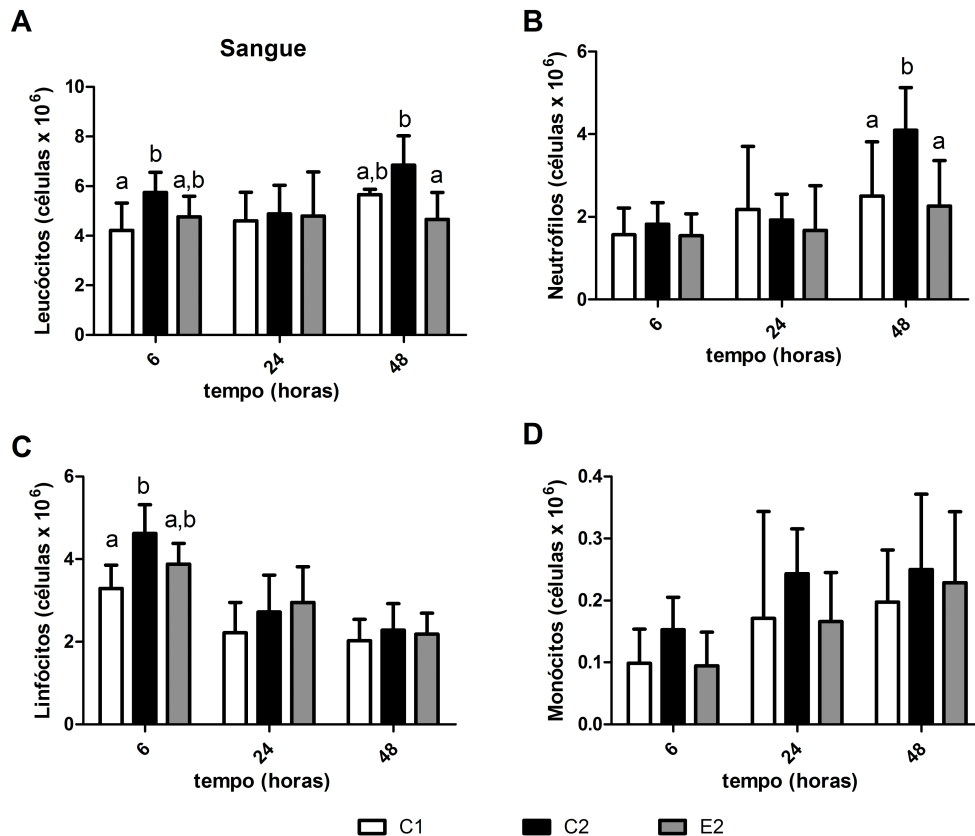 A
Sangue
Leucócitos (células x 10⁶)
10
8
6
4
2
0
a
b
a,b
a,b
b
a
6
24
48
tempo (horas)
B
Neutrófilos (células x 10⁶)
6
4
2
0
a
b
a
6
24
48
tempo (horas)
C
Linfócitos (células x 10⁶)
6
4
2
0
a
b
a,b
6
24
48
tempo (horas)
D
Monócitos (células x 10⁶)
0.4
0.3
0.2
0.1
0.0
6
24
48
tempo (horas)
C1
C2
E2